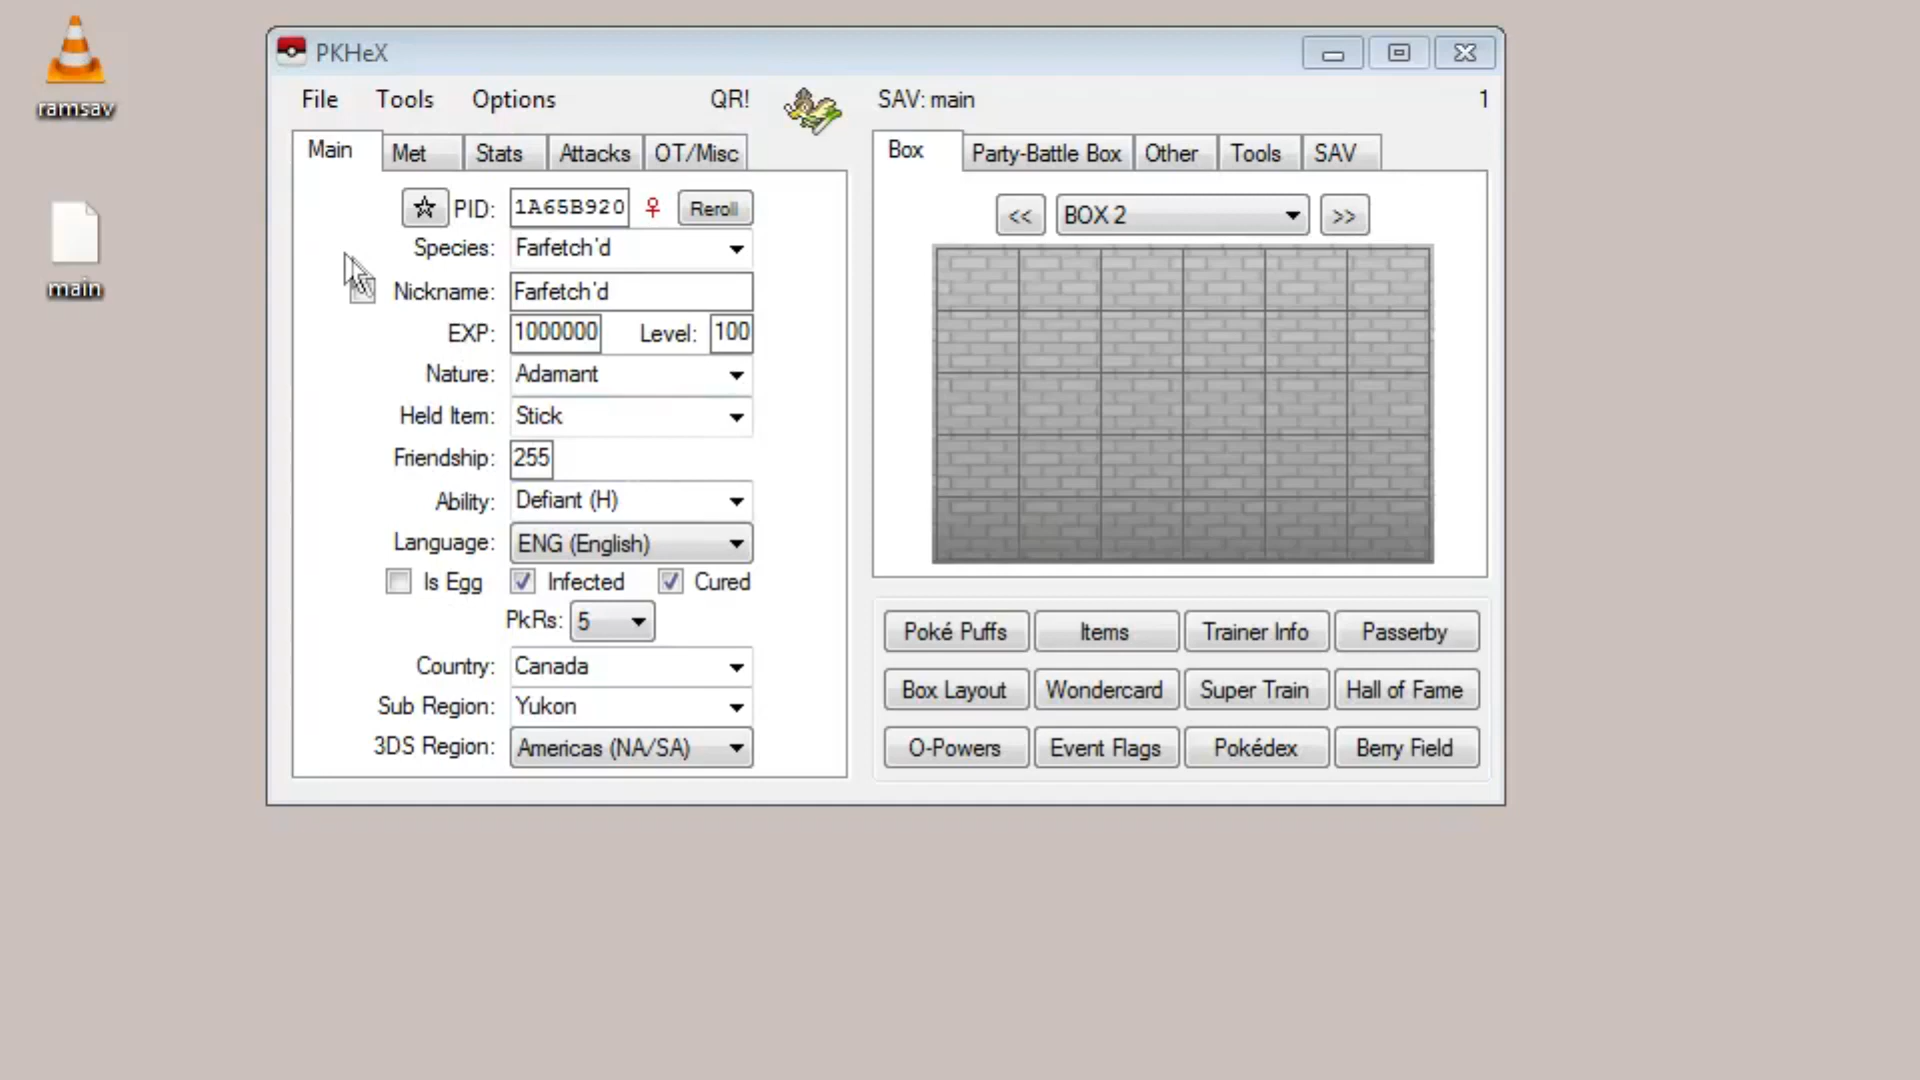 ramsav
main
PKHeX
File Tools Options QR! SAV: main 1
Main Met Stats Attacks OT/Misc
Box Party-Battle Box Other Tools SAV
PID: 1A65B920 ♀ Reroll
Species: Farfetch'd
Nickname: Farfetch'd
EXP: 1000000 Level: 100
Nature: Adamant
Held Item: Stick
Friendship: 255
Ability: Defiant (H)
Language: ENG (English)
Is Egg Infected Cured
PkRs: 5
Country: Canada
Sub Region: Yukon
3DS Region: Americas (NA/SA)
<< BOX 2 >>
Poké Puffs Items Trainer Info Passerby
Box Layout Wondercard Super Train Hall of Fame
O-Powers Event Flags Pokédex Berry Field